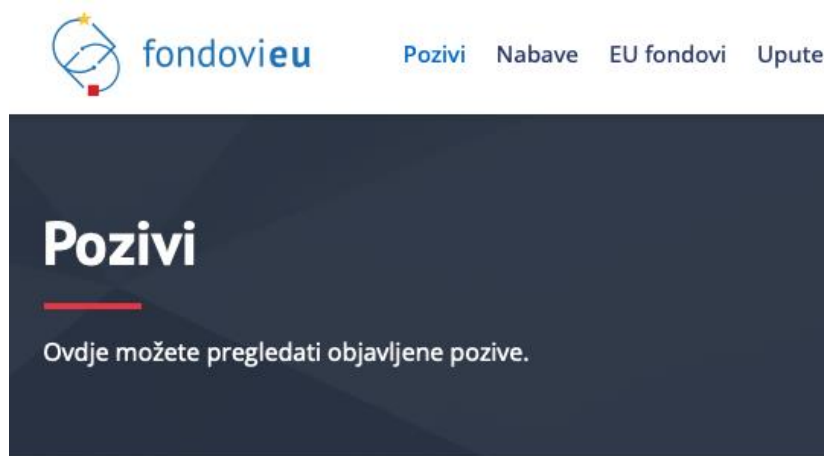 fondovieu
Pozivi Nabave EU fondovi Upute
Pozivi
Ovdje možete pregledati objavljene pozive.